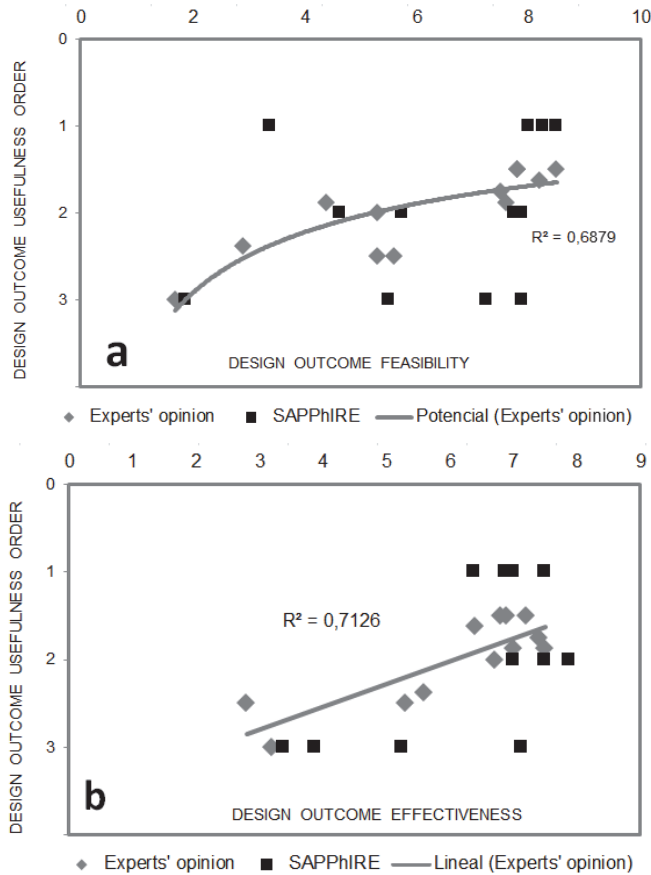 0 2 4 6 8 10
0
1
2
3
DESIGN OUTCOME USEFULNESS ORDER
R² = 0,6879
a
DESIGN OUTCOME FEASIBILITY
Experts' opinion SAPPhIRE Potencial (Experts' opinion)
0 1 2 3 4 5 6 7 8 9
0
1
2
3
DESIGN OUTCOME USEFULNESS ORDER
R² = 0,7126
b
DESIGN OUTCOME EFFECTIVENESS
Experts' opinion SAPPhIRE Lineal (Experts' opinion)